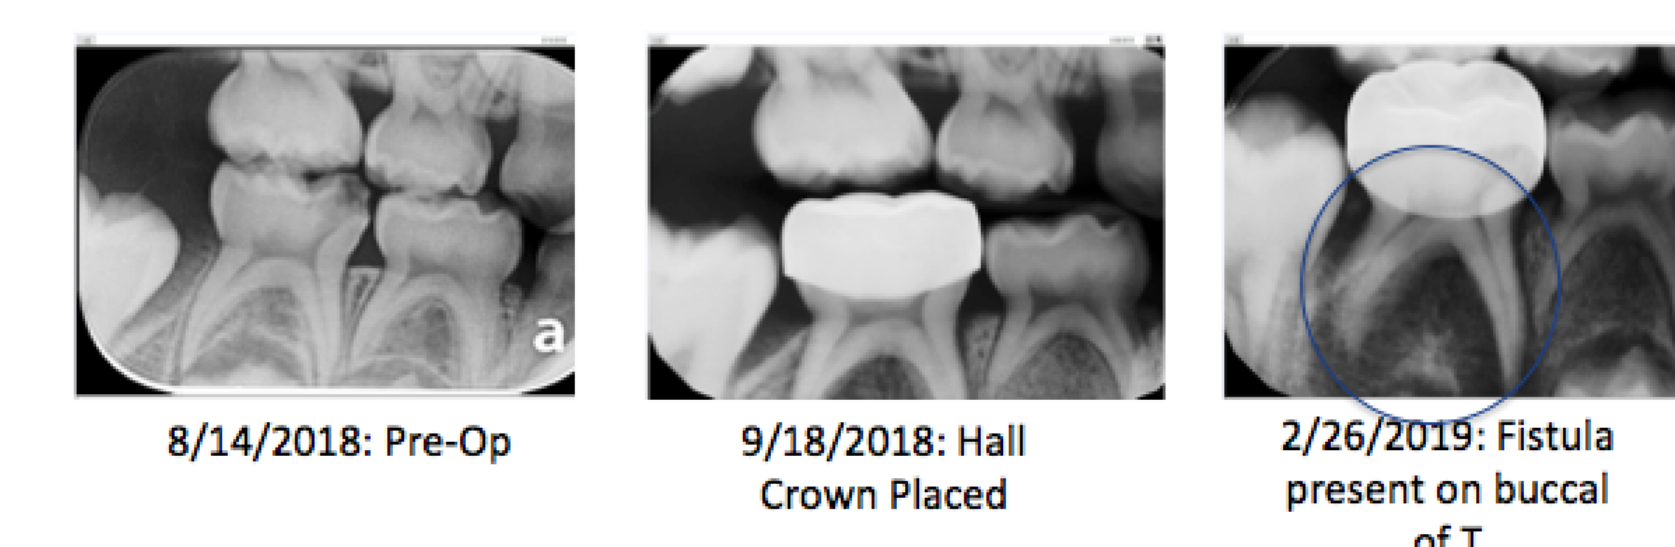 a
8/14/2018: Pre-Op
9/18/2018: Hall
Crown Placed
2/26/2019: Fistula
present on buccal
of T